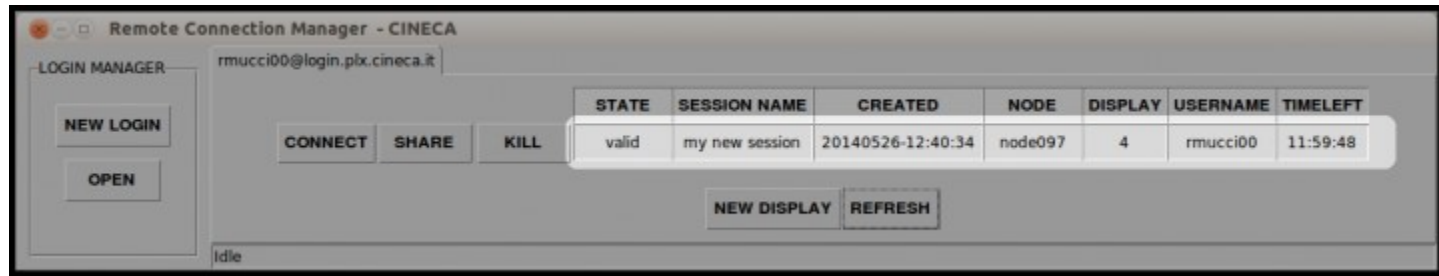 Remote Connection Manager - CINECA
LOGIN MANAGER
rmucci00@login.plx.cineca.it
STATE SESSION NAME CREATED NODE DISPLAY USERNAME TIMELEFT
NEW LOGIN
CONNECT SHARE KILL valid my new session 20140526-12:40:34 node097 4 rmucci00 11:59:48
OPEN
NEW DISPLAY REFRESH
Idle